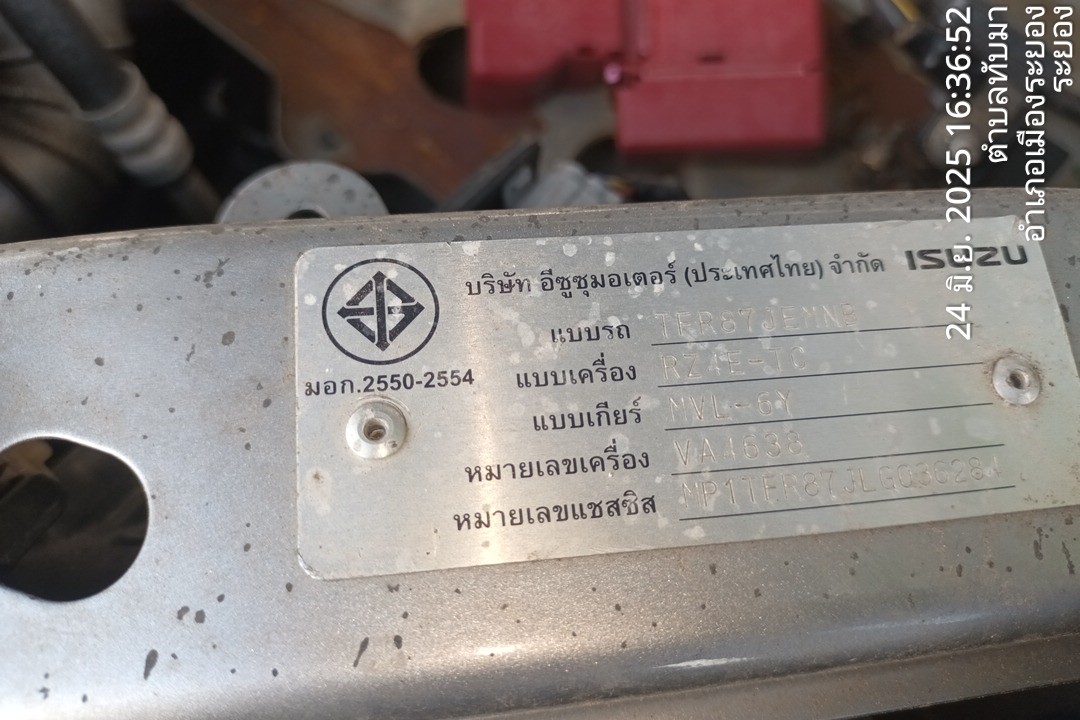 บริษัท อีซูซุมอเตอร์ (ประเทศไทย) จำกัด ISUZU
มอก.2550-2554
แบบรถ
แบบเครื่อง RZ4E-TC
แบบเกียร์ MVL-6Y
หมายเลขเครื่อง
หมายเลขแชสซิส
24 มิ.ย. 2025 16:36:52
ตำบลทับมา
อำเภอเมืองระยอง
ระยอง